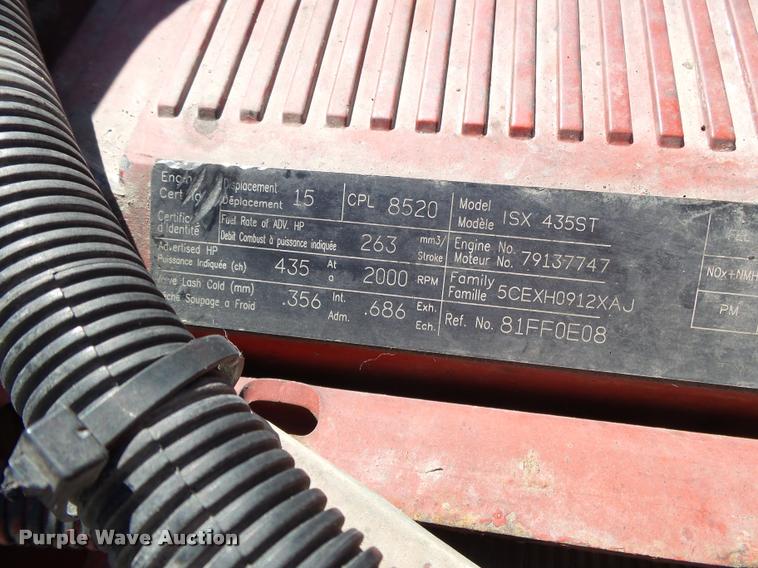 Displacement
Déplacement 15
CPL 8520
Model
Modèle ISX 435ST
Certificat
d'Identité
Fuel Rate of ADV. HP
Debit Combust à puissance indiquée 263 mm3/
Stroke
Engine No.
Moteur No. 79137747
Advertised HP
Puissance Indiquée (ch) 435 At
a 2000 RPM
Family
Famille 5CEXH0912XAJ
Lash Cold (mm)
Soupage a Froid .356 Int.
Adm. .686 Exh.
Ech.
Ref. No. 81FF0E08
NOx+NMH
PM
Purple Wave Auction